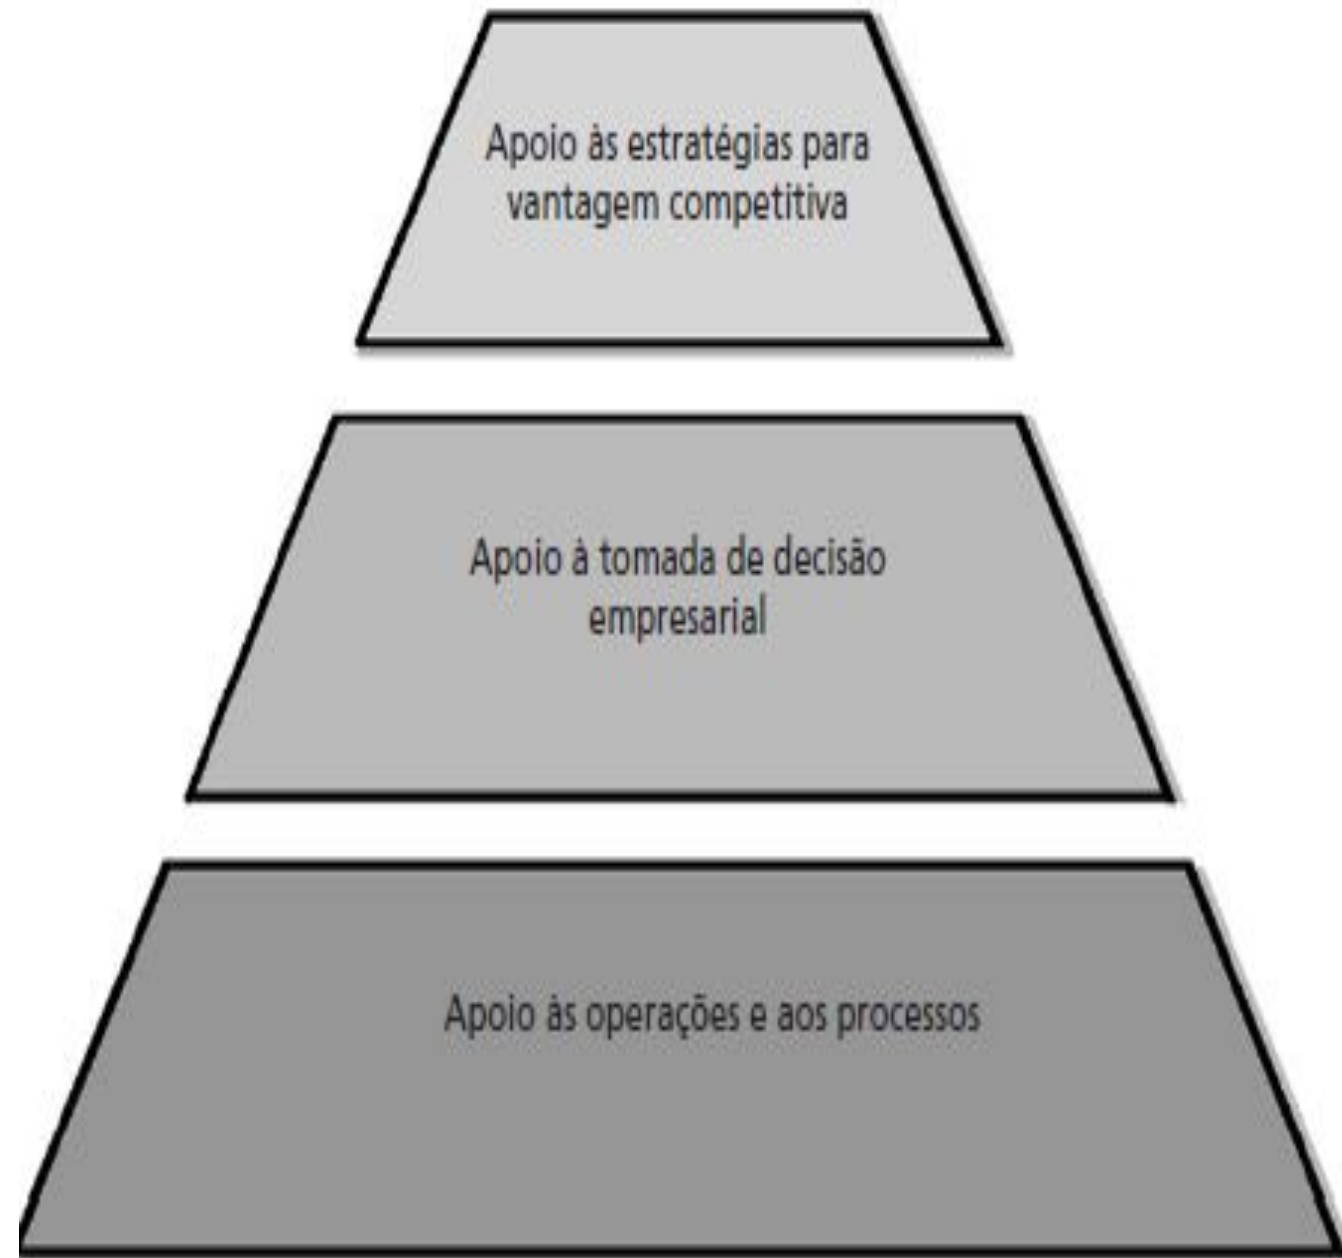 Apoio às estratégias para
vantagem competitiva
Apoio à tomada de decisão
empresarial
Apoio às operações e aos processos